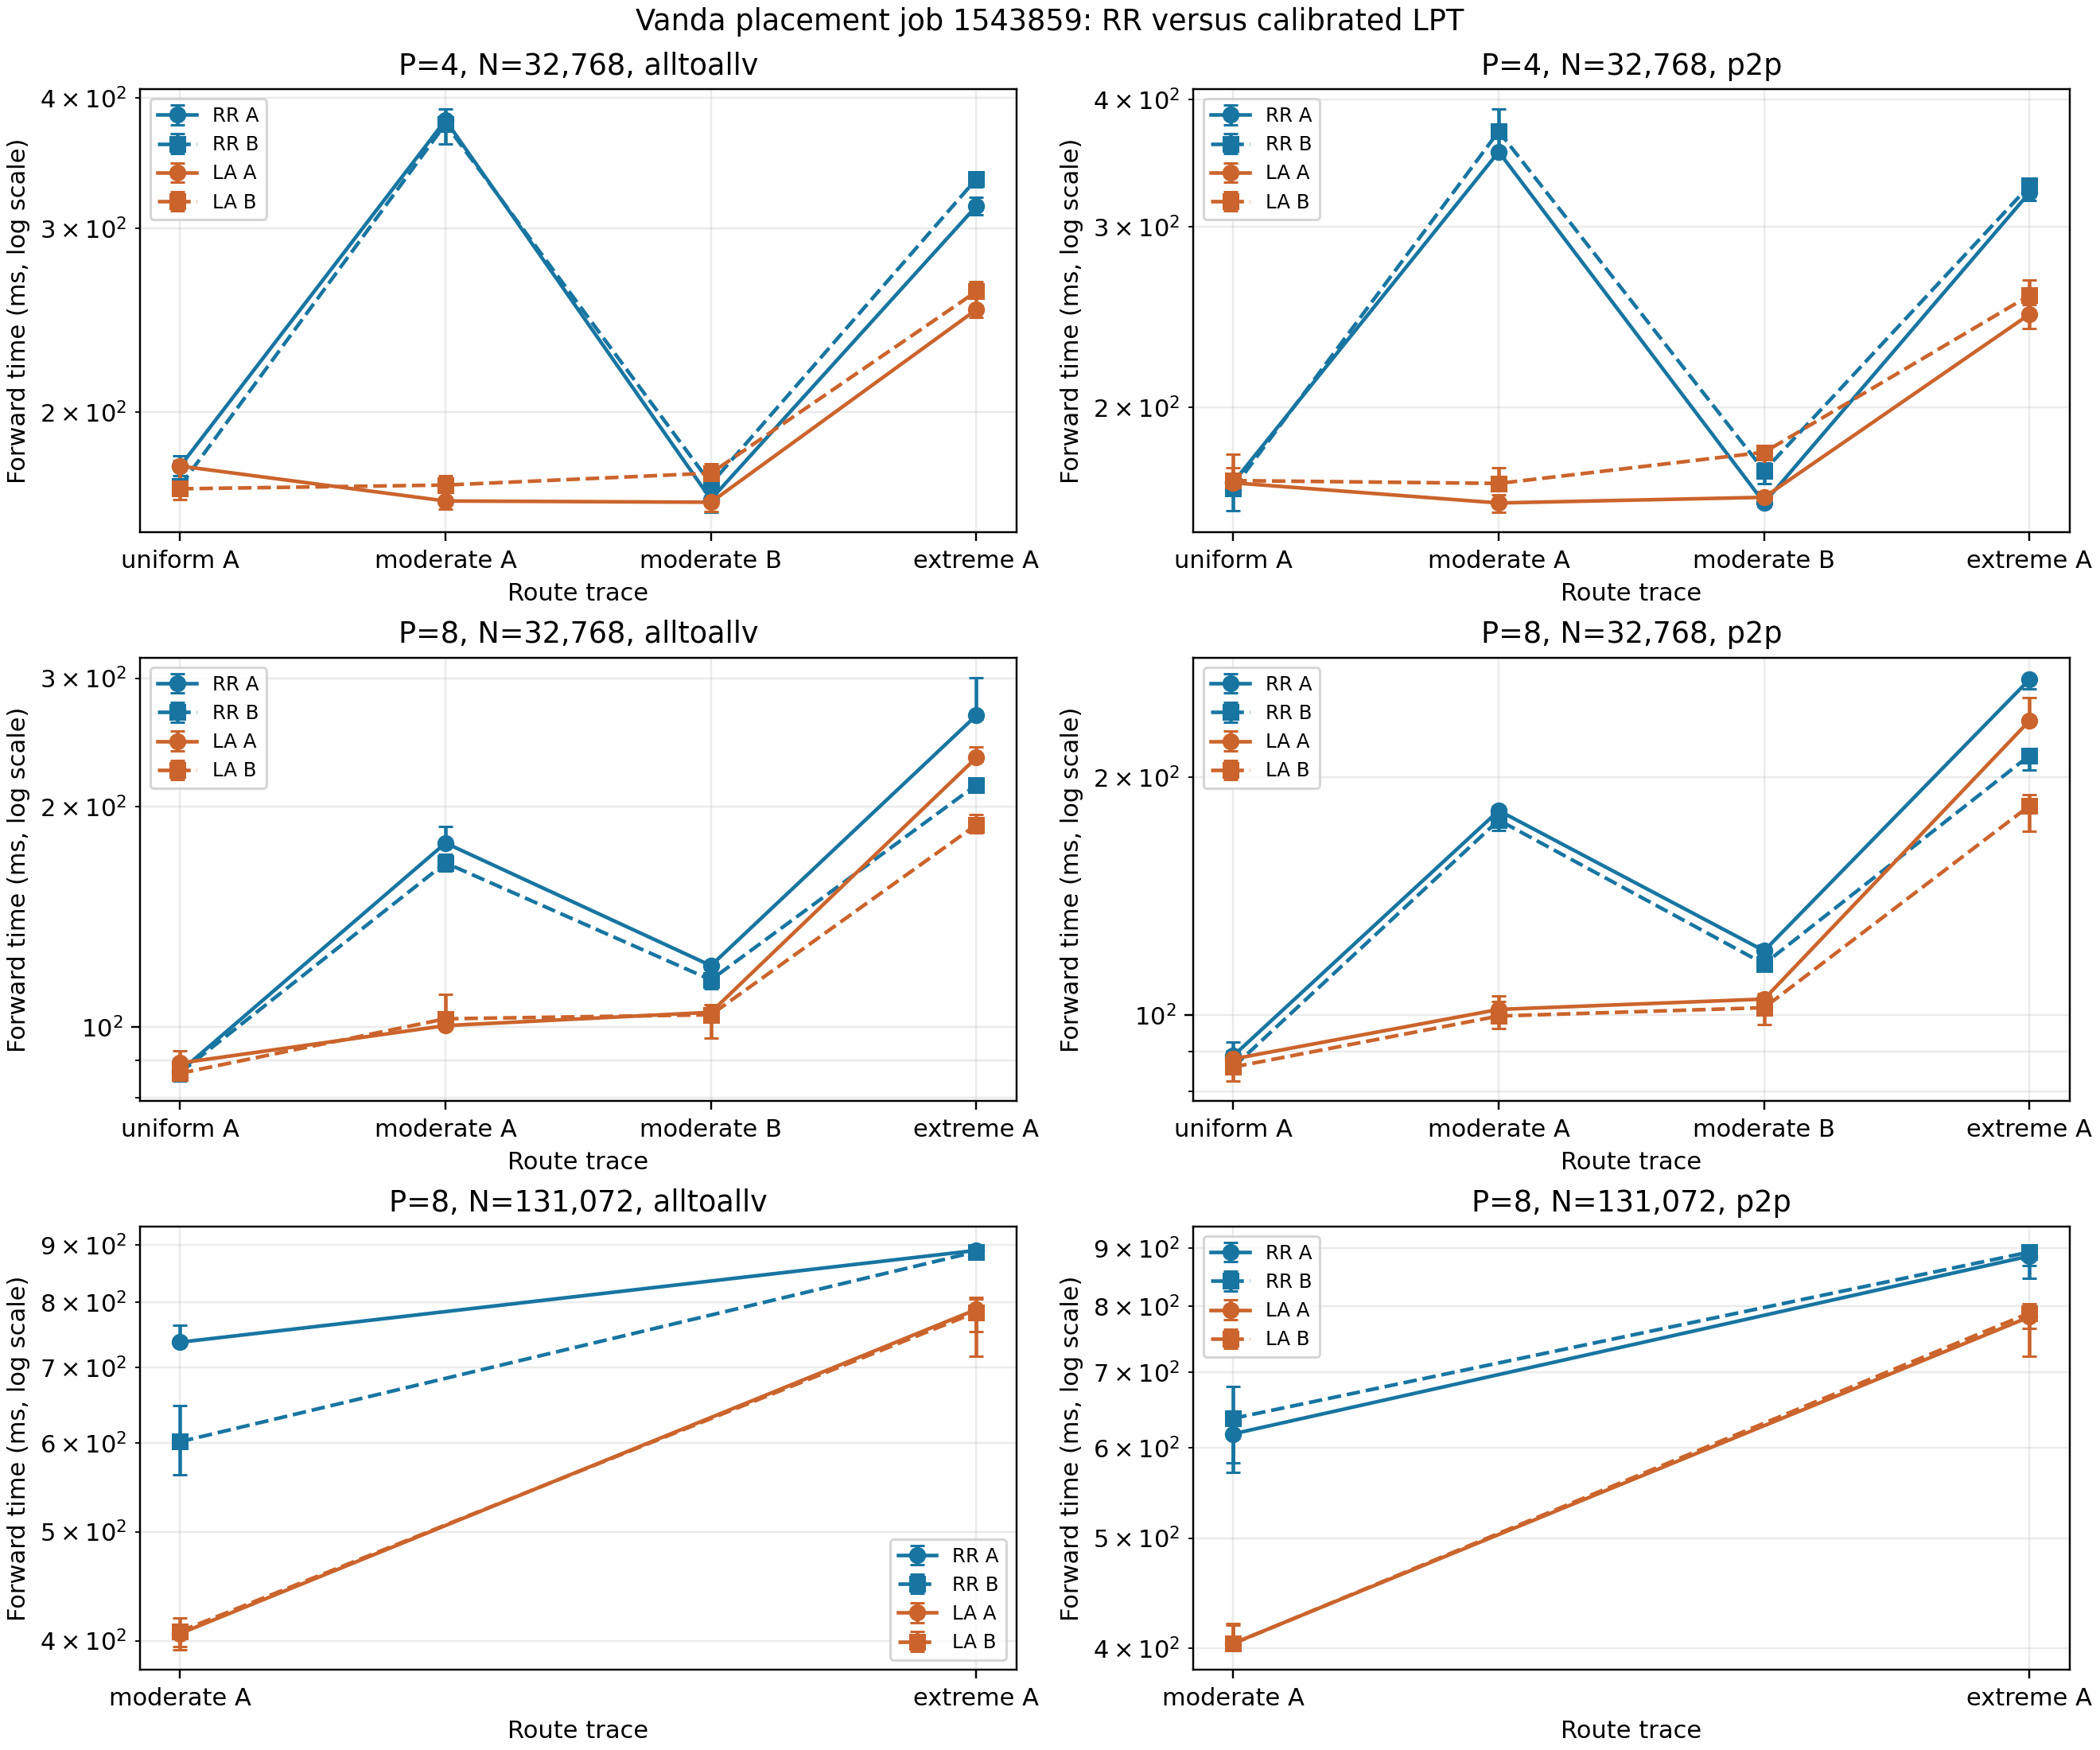 Vanda placement job 1543859: RR versus calibrated LPT
P=4, N=32,768, alltoallv
Forward time (ms, log scale)
4 × 10²
3 × 10²
2 × 10²
RR A
RR B
LA A
LA B
uniform A
moderate A
moderate B
extreme A
Route trace
P=4, N=32,768, p2p
Forward time (ms, log scale)
4 × 10²
3 × 10²
2 × 10²
RR A
RR B
LA A
LA B
uniform A
moderate A
moderate B
extreme A
Route trace
P=8, N=32,768, alltoallv
Forward time (ms, log scale)
3 × 10²
2 × 10²
10²
RR A
RR B
LA A
LA B
uniform A
moderate A
moderate B
extreme A
Route trace
P=8, N=32,768, p2p
Forward time (ms, log scale)
2 × 10²
10²
RR A
RR B
LA A
LA B
uniform A
moderate A
moderate B
extreme A
Route trace
P=8, N=131,072, alltoallv
Forward time (ms, log scale)
9 × 10²
8 × 10²
7 × 10²
6 × 10²
5 × 10²
4 × 10²
RR A
RR B
LA A
LA B
moderate A
extreme A
Route trace
P=8, N=131,072, p2p
Forward time (ms, log scale)
9 × 10²
8 × 10²
7 × 10²
6 × 10²
5 × 10²
4 × 10²
RR A
RR B
LA A
LA B
moderate A
extreme A
Route trace